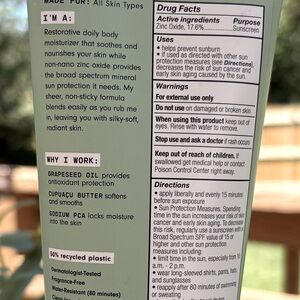 MADE FOR: All Skin Types
I'M A:
Restorative daily body
moisturizer that soothes and
nourishes your skin while
non-nano zinc oxide provides
the broad spectrum mineral
sun protection it needs. My
sheer, non-sticky formula
blends easily as you rub me
in, leaving you with silky-soft,
radiant skin.
WHY I WORK:
GRAPESEED OIL provides
antioxidant protection
CUPUAÇU BUTTER softens
and smooths
SODIUM PCA locks moisture
into the skin
50% recycled plastic
Dermatologist-Tested
Fragrance-Free
Water-Resistant (80 minutes)
Drug Facts
Active ingredients Purpose
Zinc Oxide, 17.6% Sunscreen
Uses
• helps prevent sunburn
• if used as directed with other sun
protection measures (see Directions),
decreases the risk of skin cancer and
early skin aging caused by the sun.
Warnings
For external use only
Do not use on damaged or broken skin
When using this product keep out of
eyes. Rinse with water to remove.
Stop use and ask a doctor if rash occurs
Keep out of reach of children. If
swallowed get medical help or contact
Poison Control Center right away.
Directions
• apply liberally and evenly 15 minutes
before sun exposure
• Sun Protection Measures. Spending
time in the sun increases your risk of skin
cancer and early skin aging. To decrease
this risk, regularly use a sunscreen with a
Broad Spectrum SPF value of 15 or
higher and other sun protection measures
including:
• limit time in the sun, especially from 10
a.m. - 2 p.m.
• wear long-sleeved shirts, pants, hats,
and sunglasses
• reapply after 80 minutes of swimming
or sweating